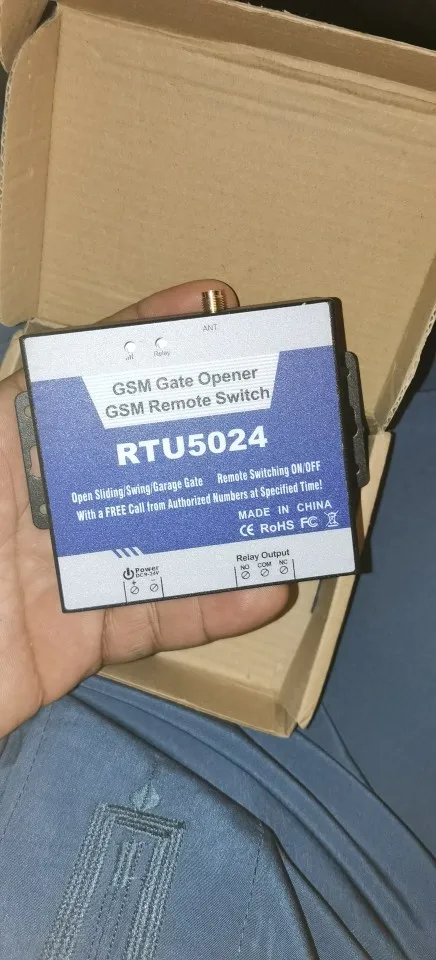 ANT
Relay
GSM Gate Opener
GSM Remote Switch
RTU5024
Open Sliding/Swing/Garage Gate Remote Switching ON/OFF
With a FREE Call from Authorized Numbers at Specified Time!
MADE IN CHINA
CE RoHS FC
Power
DC9-24V
+ −
Relay Output
NO COM NC